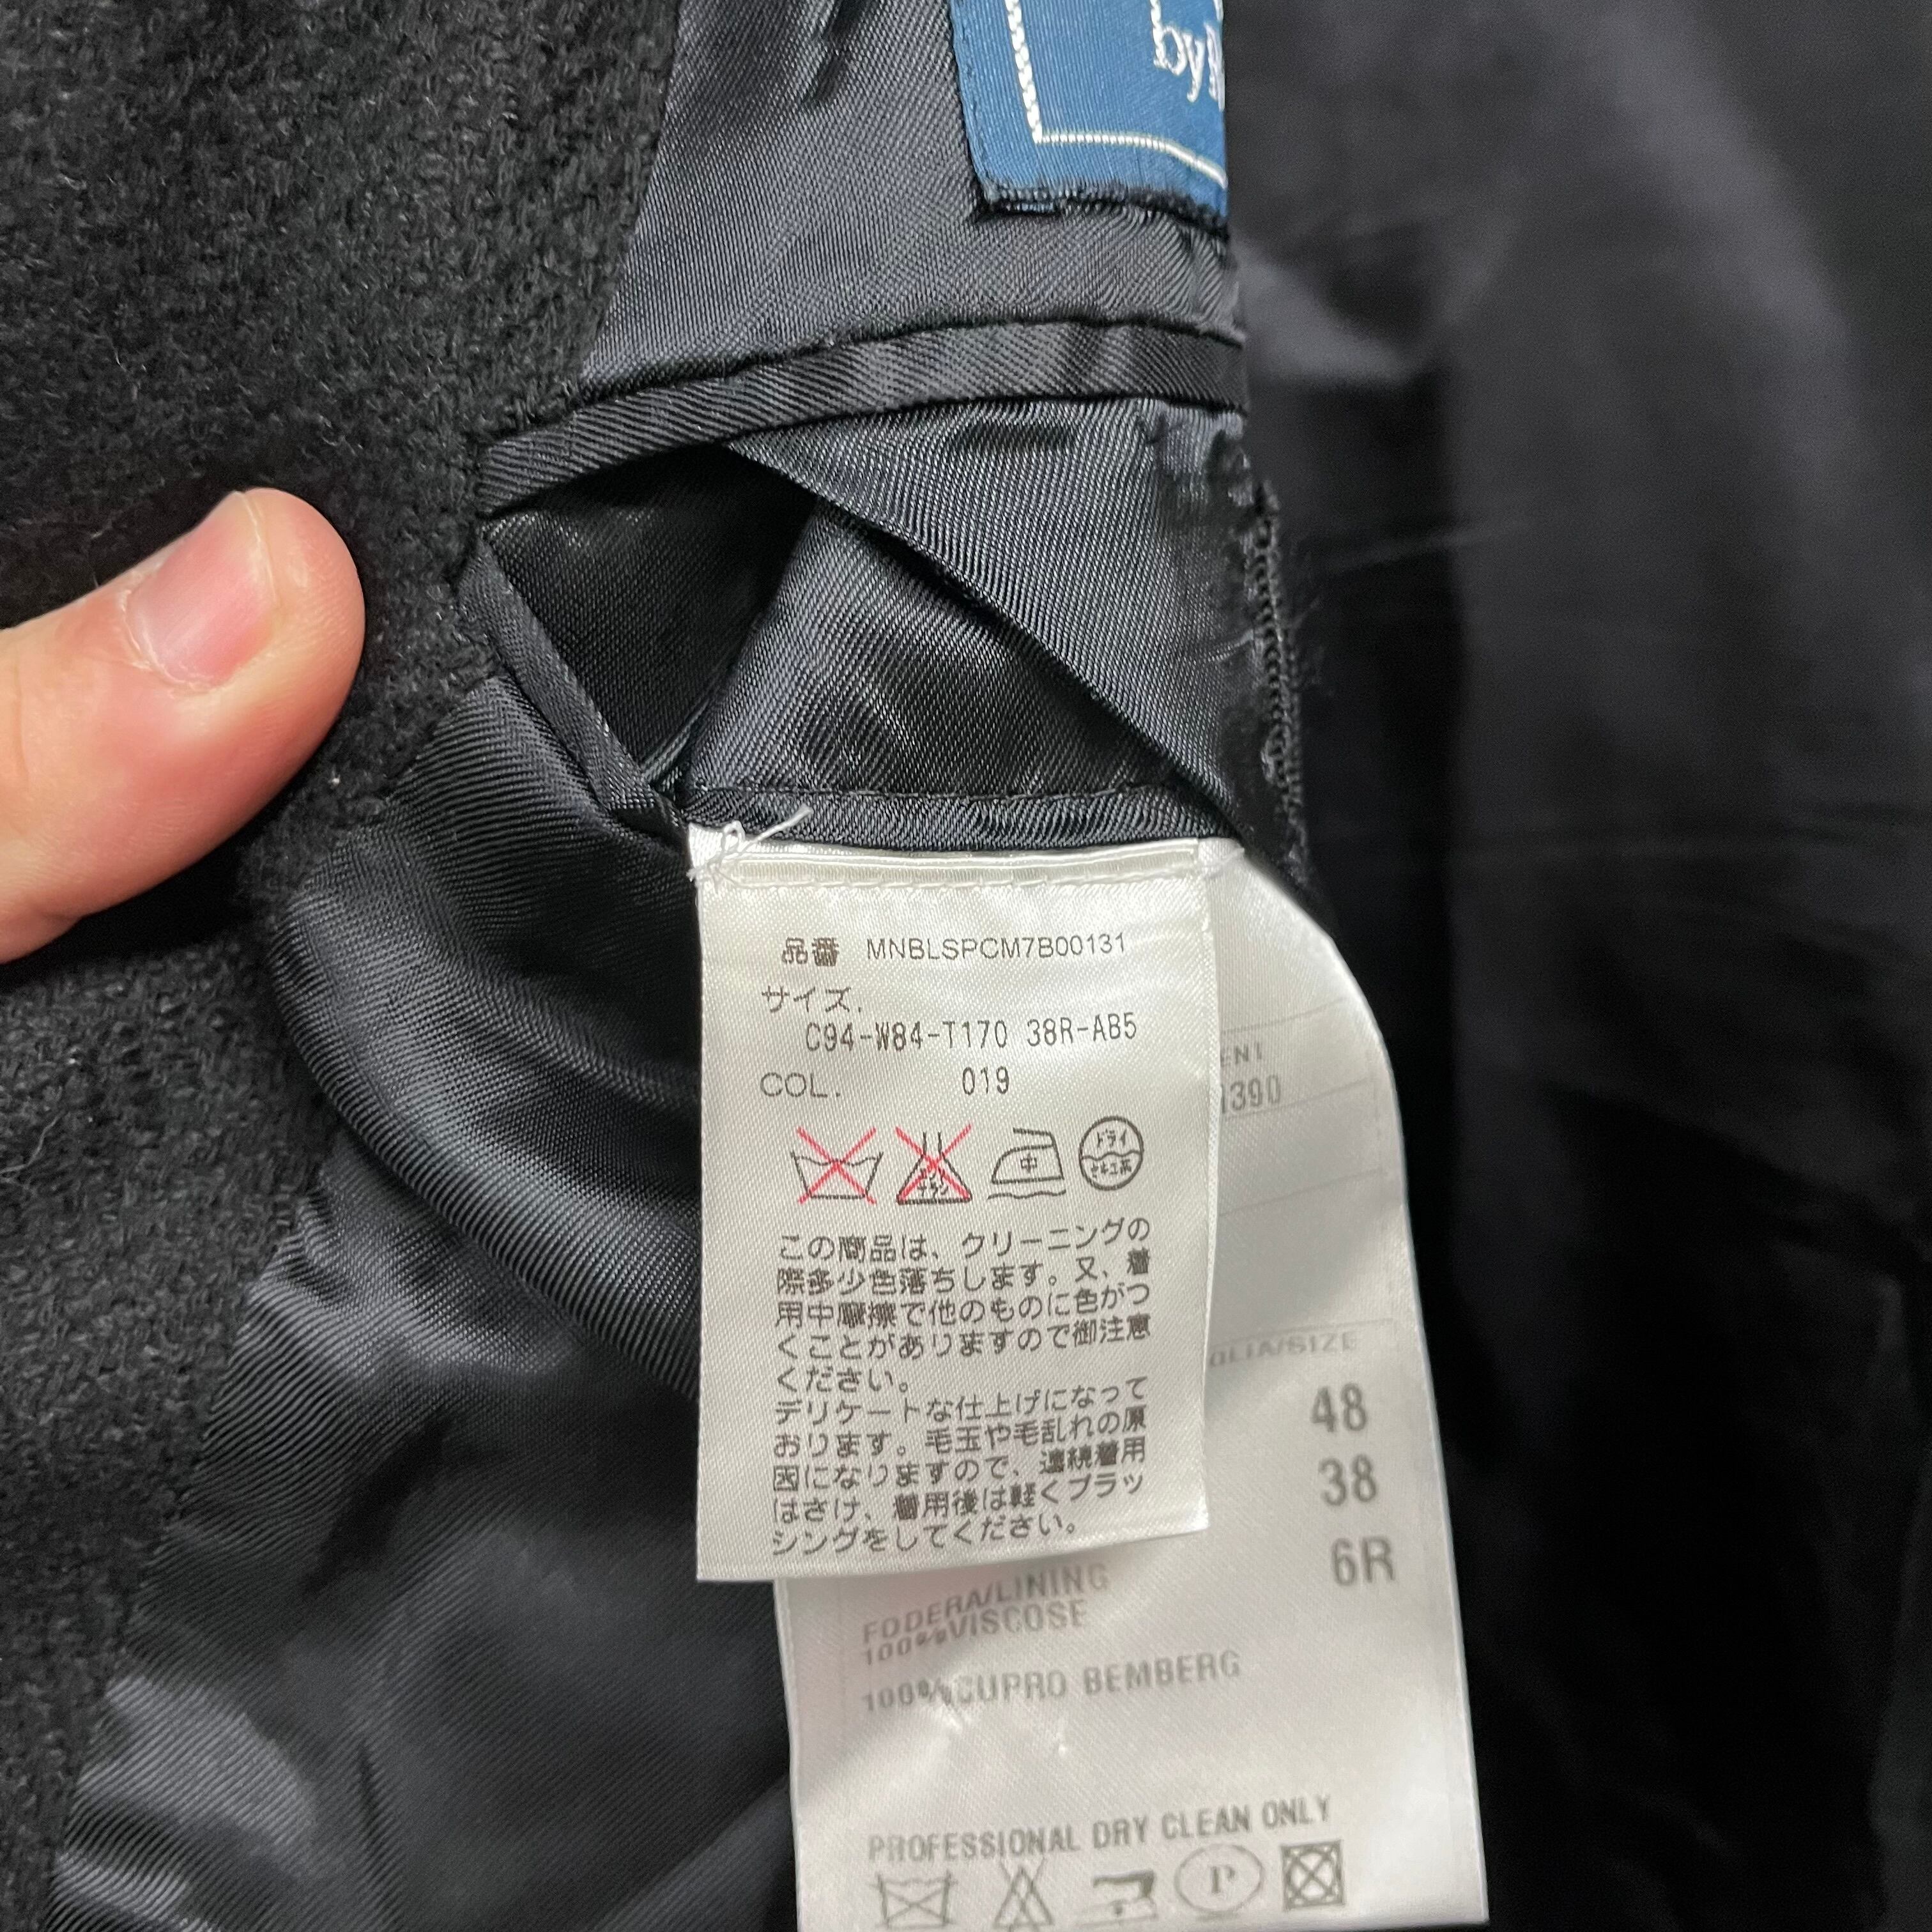 品番 MNBLSPCM7B00131
サイズ.
C94-W84-T170 38R-AB5
COL. 019
中
ドライ
セキユ系
この商品は、クリーニングの
際多少色落ちします。又、着
用中摩擦で他のものに色がつ
くことがありますので御注意
ください。
デリケートな仕上げになって
おります。毛玉や毛乱れの原
因になりますので、連続着用
はさけ、着用後は軽くブラッ
シングをしてください。
48
38
6R
FODERA/LINING
100%VISCOSE
100%CUPRO BEMBERG
PROFESSIONAL DRY CLEAN ONLY
P